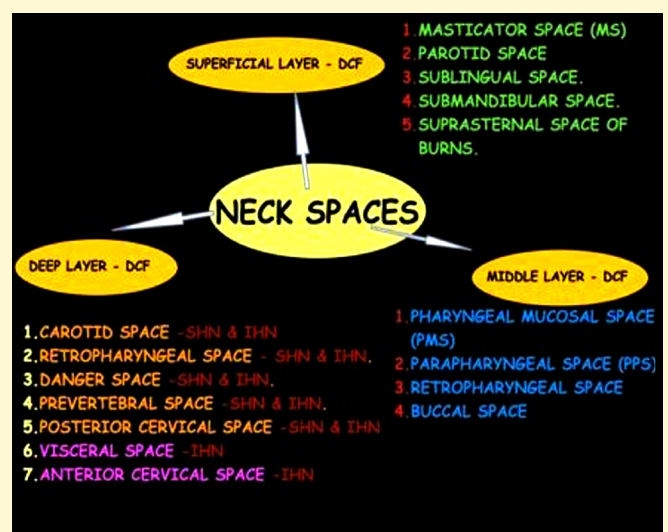 SUPERFICIAL LAYER - DCF
1. MASTICATOR SPACE (MS)
2. PAROTID SPACE
3. SUBLINGUAL SPACE.
4. SUBMANDIBULAR SPACE.
5. SUPRASTERNAL SPACE OF
BURNS.
NECK SPACES
DEEP LAYER - DCF
MIDDLE LAYER - DCF
1. CAROTID SPACE -SHN & IHN
2. RETROPHARYNGEAL SPACE - SHN & IHN.
3. DANGER SPACE -SHN & IHN.
4. PREVERTEBRAL SPACE -SHN & IHN.
5. POSTERIOR CERVICAL SPACE -SHN & IHN
6. VISCERAL SPACE -IHN
7. ANTERIOR CERVICAL SPACE -IHN
1. PHARYNGEAL MUCOSAL SPACE
(PMS)
2. PARAPHARYNGEAL SPACE (PPS)
3. RETROPHARYNGEAL SPACE
4. BUCCAL SPACE